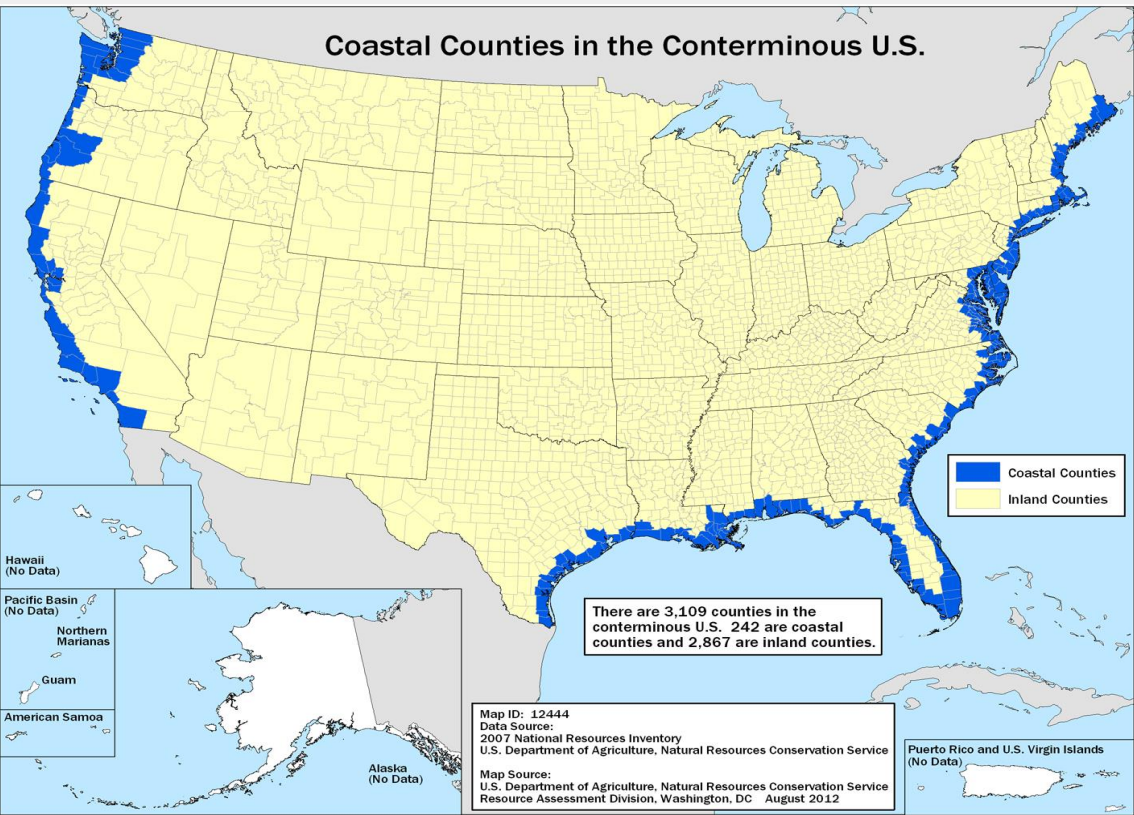 Coastal Counties in the Conterminous U.S.
Coastal Counties
Inland Counties
Hawaii
(No Data)
Pacific Basin
(No Data)
Northern
Marianas
Guam
American Samoa
Alaska
(No Data)
There are 3,109 counties in the
conterminous U.S. 242 are coastal
counties and 2,867 are inland counties.
Map ID: 12444
Data Source:
2007 National Resources Inventory
U.S. Department of Agriculture, Natural Resources Conservation Service
Map Source:
U.S. Department of Agriculture, Natural Resources Conservation Service
Resource Assessment Division, Washington, DC August 2012
Puerto Rico and U.S. Virgin Islands
(No Data)